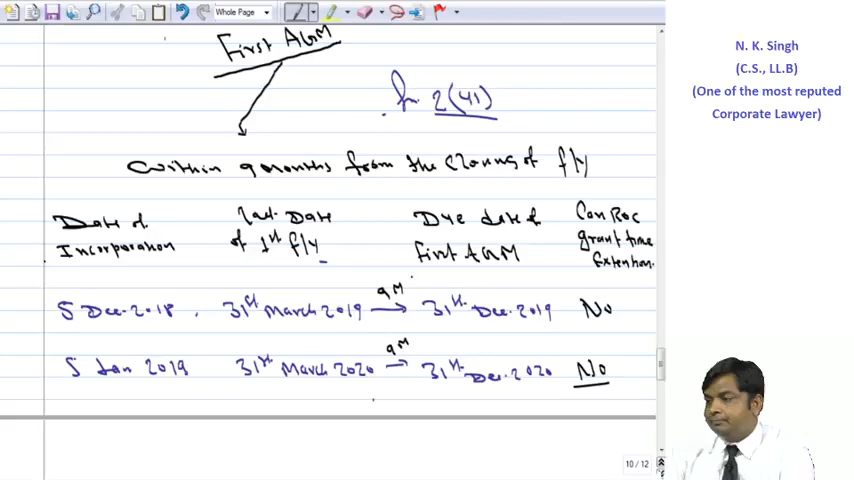 Whole Page
First AGM
2(41)
within 9 months from the Closing of f/y
Date of Incorporation
Last Date of 1st f/y
Due date of first AGM
Can ROC grant time Extention.
5 Dec. 2018. 31st March 2019 9M → 31st Dec. 2019 No
5 Jan 2019 31st March 2020 9M → 31st Dec. 2020 No
10 / 12
N. K. Singh
(C.S., LL.B)
(One of the most reputed
Corporate Lawyer)